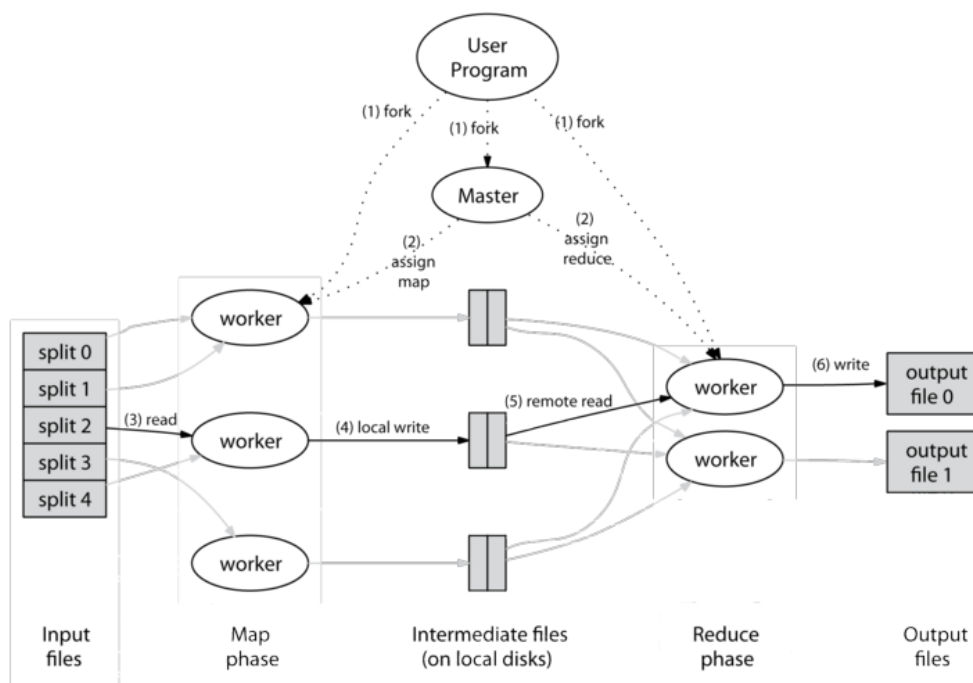 User
Program
(1) fork
(1) fork
(1) fork
Master
(2)
assign
map
(2)
assign
reduce
split 0
split 1
split 2
split 3
split 4
(3) read
worker
worker
worker
(4) local write
(5) remote read
worker
worker
(6) write
output
file 0
output
file 1
Input
files
Map
phase
Intermediate files
(on local disks)
Reduce
phase
Output
files